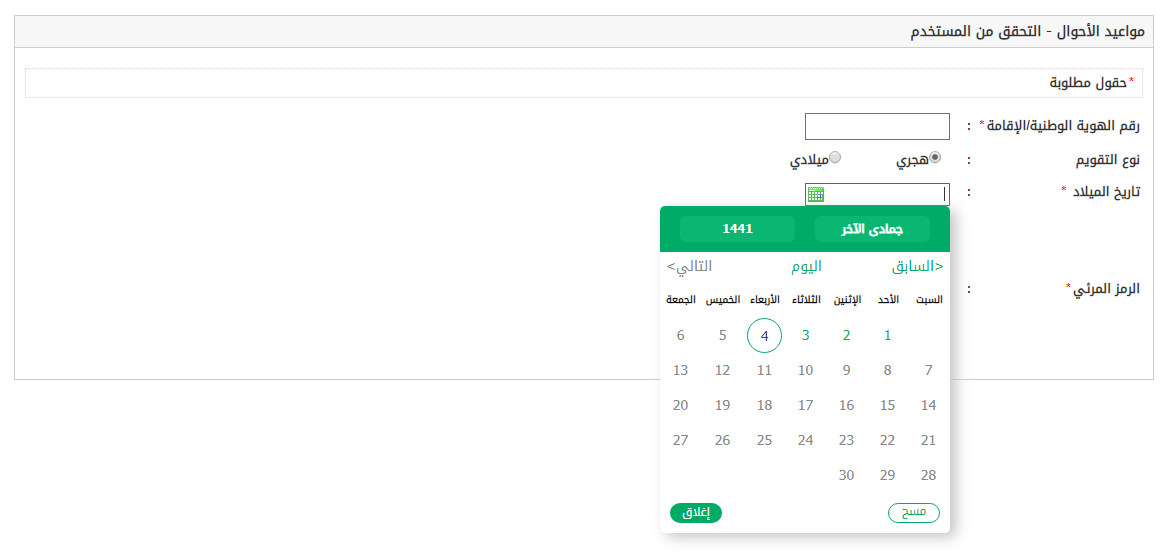 مواعيد الأحوال - التحقق من المستخدم
*حقول مطلوبة
رقم الهوية الوطنية/الإقامة* :
نوع التقويم : هجري ميلادي
تاريخ الميلاد * :
جمادى الآخر 1441
<السابق اليوم التالي>
السبت الأحد الإثنين الثلاثاء الأربعاء الخميس الجمعة
1 2 3 4 5 6
7 8 9 10 11 12 13
14 15 16 17 18 19 20
21 22 23 24 25 26 27
28 29 30
مسح إغلاق
الرمز المرئي* :